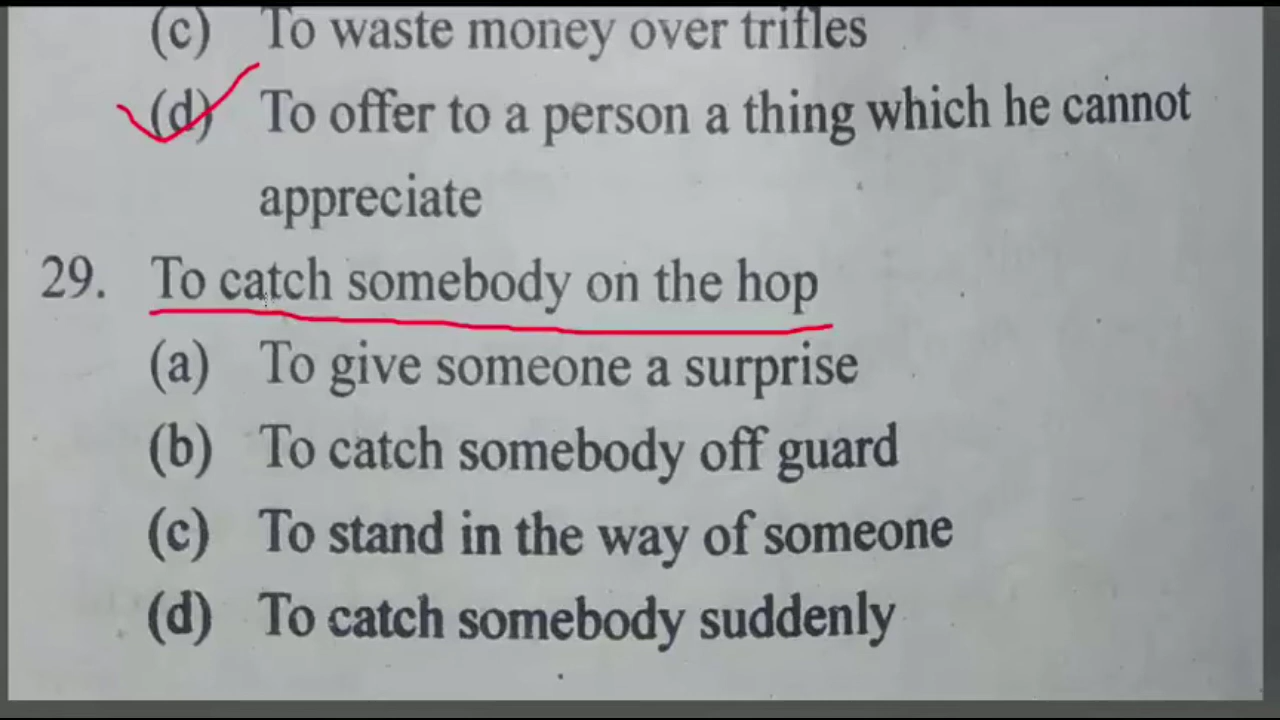 (c) To waste money over trifles
(d) To offer to a person a thing which he cannot
appreciate
29. To catch somebody on the hop
(a) To give someone a surprise
(b) To catch somebody off guard
(c) To stand in the way of someone
(d) To catch somebody suddenly